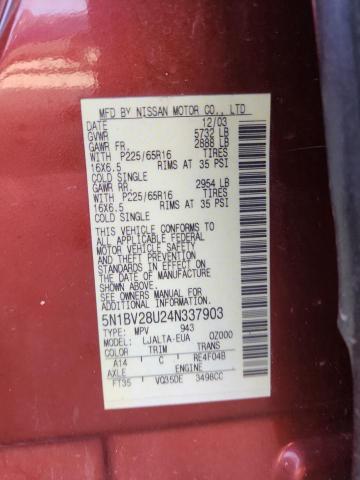 MFD BY NISSAN MOTOR CO., LTD
DATE 12/03
GVWR 5732 LB
GAWR FR. 2888 LB
WITH P225/65R16 TIRES
16X6.5 RIMS AT 35 PSI
COLD SINGLE
GAWR RR. 2954 LB
WITH P225/65R16 TIRES
16X6.5 RIMS AT 35 PSI
COLD SINGLE
THIS VEHICLE CONFORMS TO
ALL APPLICABLE FEDERAL
MOTOR VEHICLE SAFETY
AND THEFT PREVENTION
STANDARDS IN EFFECT
ON THE DATE OF
MANUFACTURE SHOWN ABOVE.
SEE OWNERS MANUAL FOR
ADDITIONAL INFORMATION
5N1BV28U24N337903
TYPE: MPV 943
MODEL: LJALTA-EUA OZ000
COLOR TRIM TRANS
A14 C RE4F04B
AXLE ENGINE
FT35 VQ35DE 3498CC